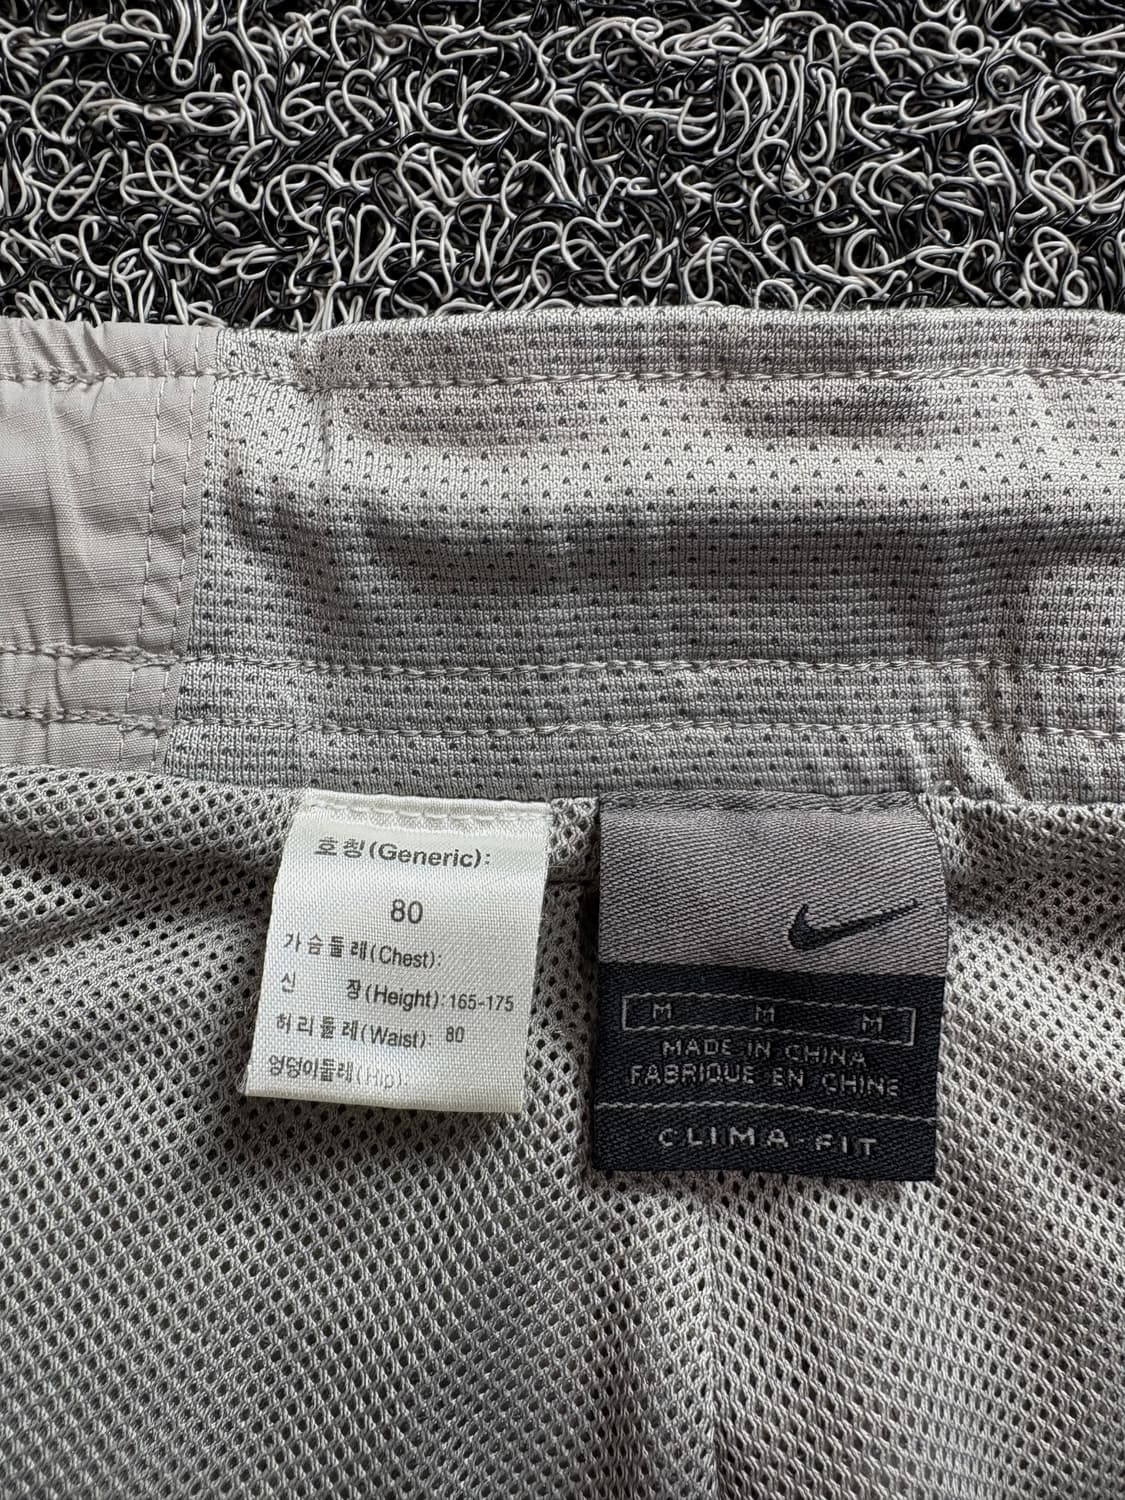 호칭(Generic):
80
가슴둘레(Chest):
신 장(Height):165-175
허리둘레(Waist): 80
엉덩이둘레(Hip):
M M M
MADE IN CHINA
FABRIQUE EN CHINE
CLIMA-FIT